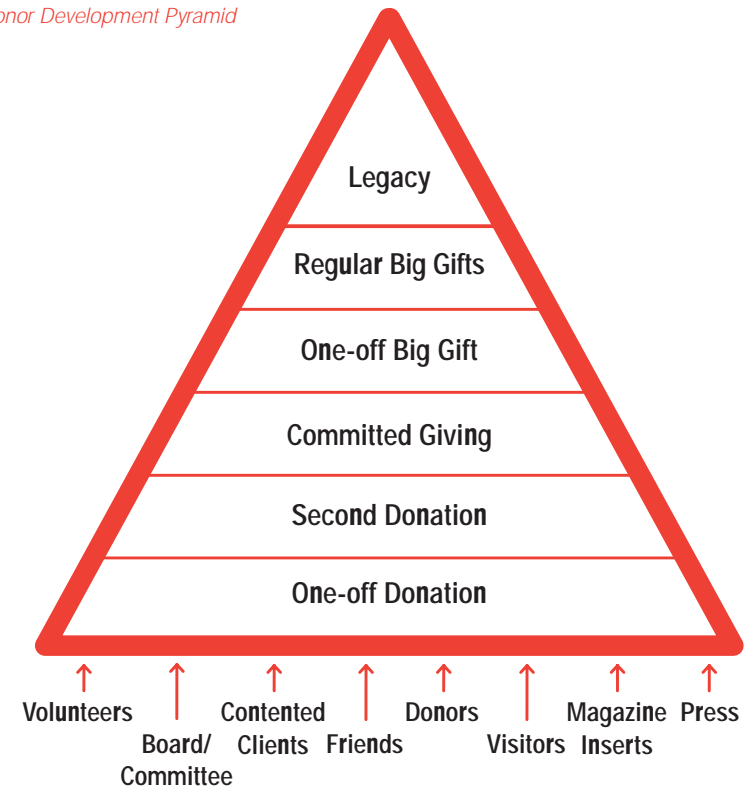 onor Development Pyramid
Legacy
Regular Big Gifts
One-off Big Gift
Committed Giving
Second Donation
One-off Donation
Volunteers
Board/
Committee
Contented
Clients
Friends
Donors
Visitors
Magazine
Inserts
Press